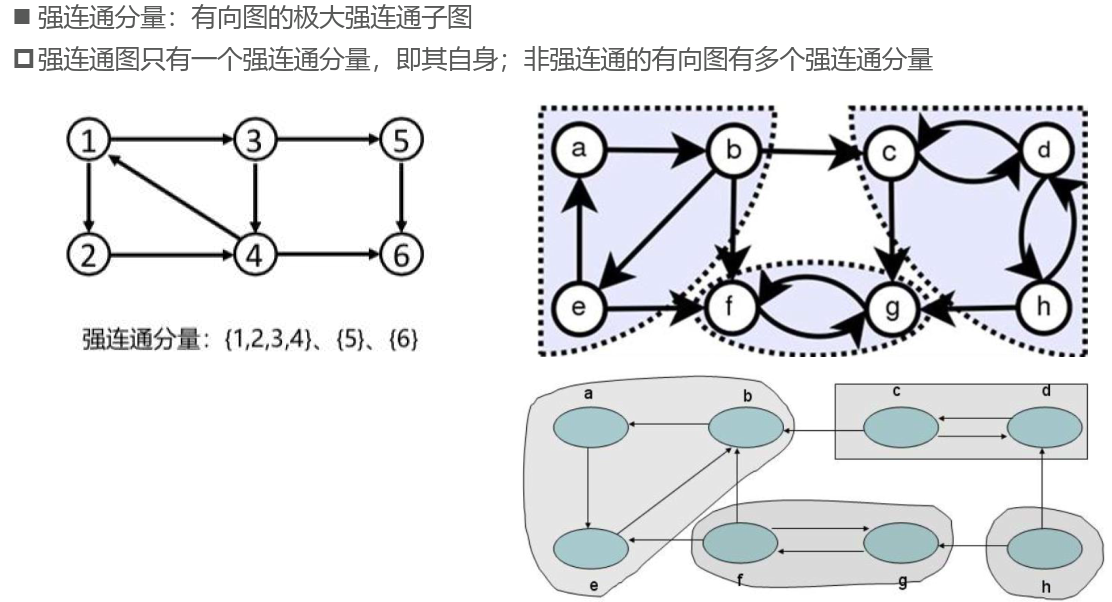 强连通分量：有向图的极大强连通子图
强连通图只有一个强连通分量，即其自身；非强连通的有向图有多个强连通分量
1 3 5
2 4 6
强连通分量：{1,2,3,4}、{5}、{6}
a b c d
e f g h
a b c d
e f g h